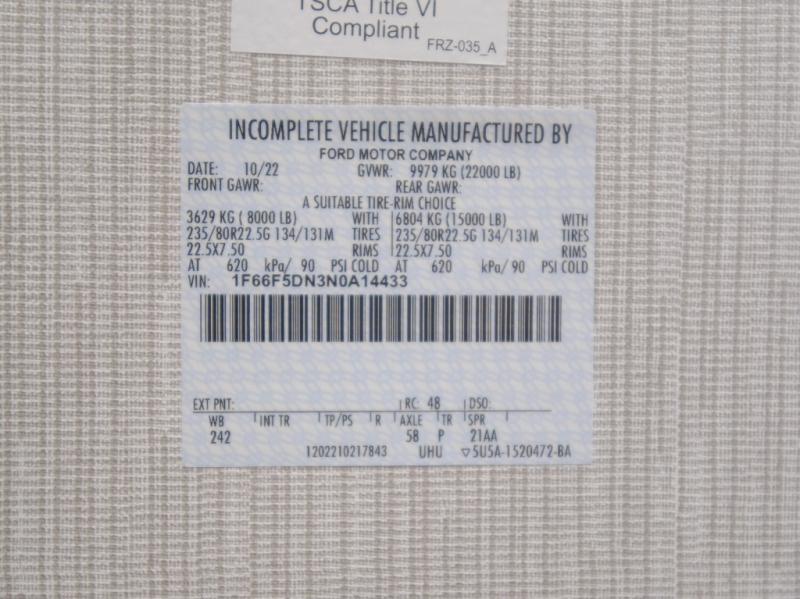 TSCA Title VI
Compliant
FRZ-035_A
INCOMPLETE VEHICLE MANUFACTURED BY
FORD MOTOR COMPANY
DATE: 10/22 GVWR: 9979 KG (22000 LB)
FRONT GAWR: REAR GAWR:
A SUITABLE TIRE-RIM CHOICE
3629 KG ( 8000 LB) WITH 6804 KG (15000 LB) WITH
235/80R22.5G 134/131M TIRES 235/80R22.5G 134/131M TIRES
22.5X7.50 RIMS 22.5X7.50 RIMS
AT 620 kPa/ 90 PSI COLD AT 620 kPa/ 90 PSI COLD
VIN: 1F66F5DN3N0A14433
EXT PNT: RC: 48 DSO:
WB INT TR TP/PS R AXLE TR SPR
242 58 P 21AA
1202210217843 UHU ▽5U5A-1520472-BA